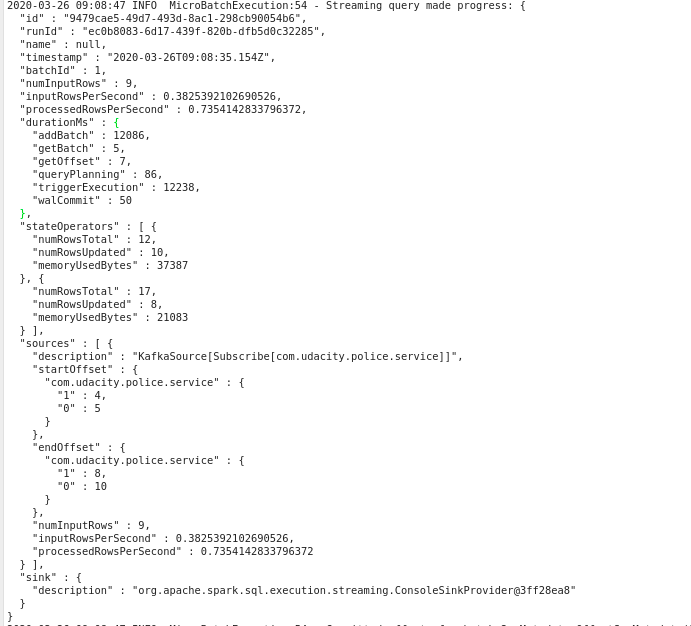 2020-03-26 09:08:47 INFO  MicroBatchExecution:54 - Streaming query made progress: {
  "id" : "9479cae5-49d7-493d-8ac1-298cb90054b6",
  "runId" : "ec0b8083-6d17-439f-820b-dfb5d0c32285",
  "name" : null,
  "timestamp" : "2020-03-26T09:08:35.154Z",
  "batchId" : 1,
  "numInputRows" : 9,
  "inputRowsPerSecond" : 0.3825392102690526,
  "processedRowsPerSecond" : 0.7354142833796372,
  "durationMs" : {
    "addBatch" : 12086,
    "getBatch" : 5,
    "getOffset" : 7,
    "queryPlanning" : 86,
    "triggerExecution" : 12238,
    "walCommit" : 50
  },
  "stateOperators" : [ {
    "numRowsTotal" : 12,
    "numRowsUpdated" : 10,
    "memoryUsedBytes" : 37387
  }, {
    "numRowsTotal" : 17,
    "numRowsUpdated" : 8,
    "memoryUsedBytes" : 21083
  } ],
  "sources" : [ {
    "description" : "KafkaSource[Subscribe[com.udacity.police.service]]",
    "startOffset" : {
      "com.udacity.police.service" : {
        "1" : 4,
        "0" : 5
      }
    },
    "endOffset" : {
      "com.udacity.police.service" : {
        "1" : 8,
        "0" : 10
      }
    },
    "numInputRows" : 9,
    "inputRowsPerSecond" : 0.3825392102690526,
    "processedRowsPerSecond" : 0.7354142833796372
  } ],
  "sink" : {
    "description" : "org.apache.spark.sql.execution.streaming.ConsoleSinkProvider@3ff28ea8"
  }
}